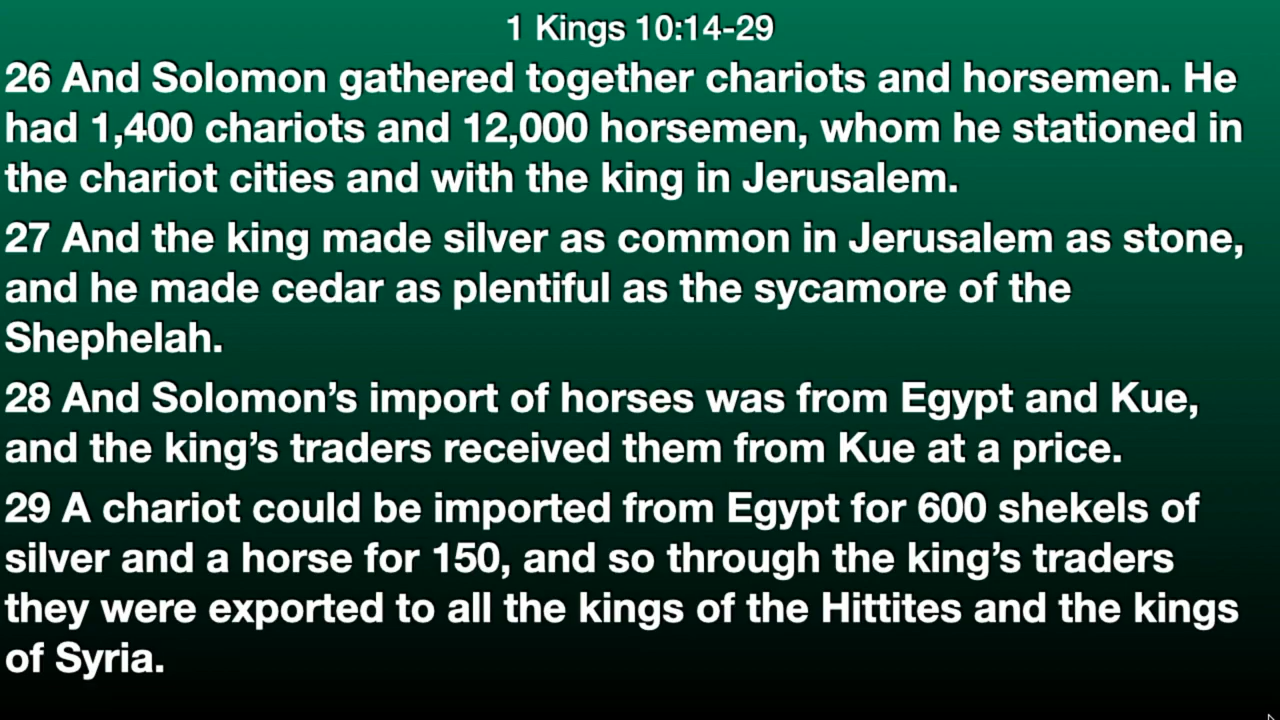 1 Kings 10:14-29
26 And Solomon gathered together chariots and horsemen. He
had 1,400 chariots and 12,000 horsemen, whom he stationed in
the chariot cities and with the king in Jerusalem.
27 And the king made silver as common in Jerusalem as stone,
and he made cedar as plentiful as the sycamore of the
Shephelah.
28 And Solomon’s import of horses was from Egypt and Kue,
and the king’s traders received them from Kue at a price.
29 A chariot could be imported from Egypt for 600 shekels of
silver and a horse for 150, and so through the king’s traders
they were exported to all the kings of the Hittites and the kings
of Syria.